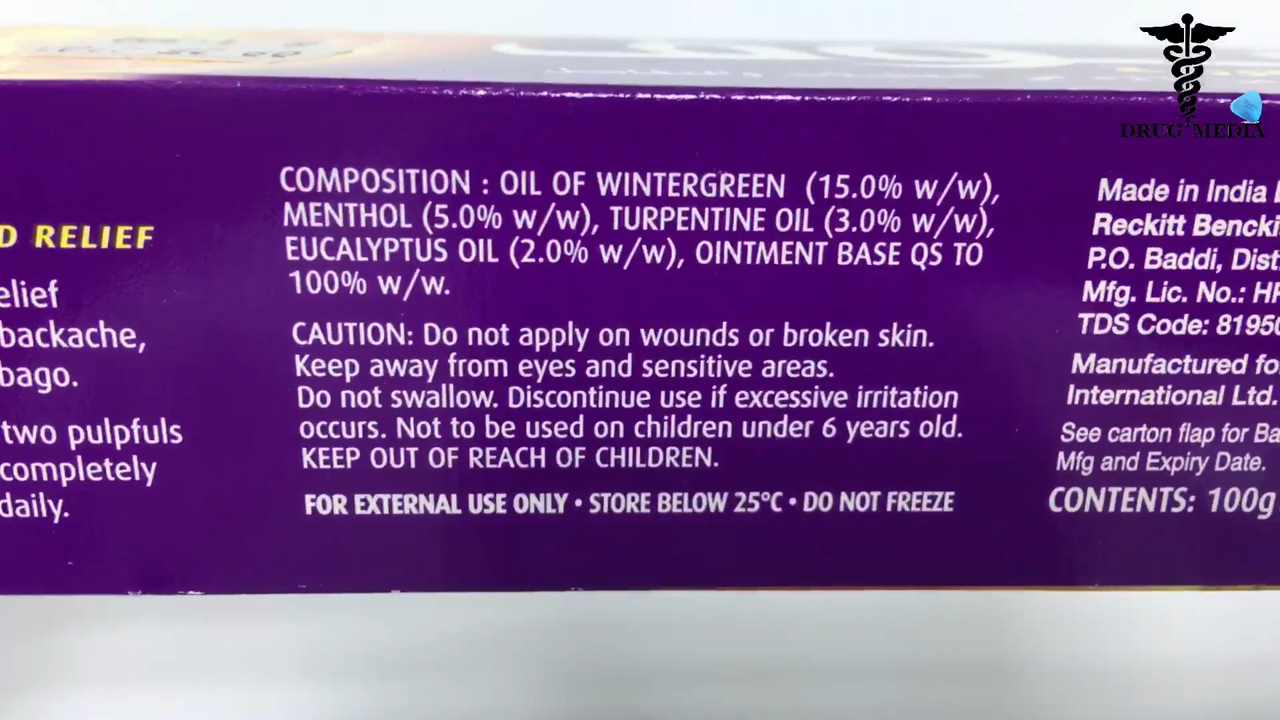 DRUG MEDIA
D RELIEF
elief
backache,
bago.
two pulpfuls
completely
daily.
COMPOSITION : OIL OF WINTERGREEN (15.0% w/w),
MENTHOL (5.0% w/w), TURPENTINE OIL (3.0% w/w),
EUCALYPTUS OIL (2.0% w/w), OINTMENT BASE QS TO
100% w/w.
CAUTION: Do not apply on wounds or broken skin.
Keep away from eyes and sensitive areas.
Do not swallow. Discontinue use if excessive irritation
occurs. Not to be used on children under 6 years old.
KEEP OUT OF REACH OF CHILDREN.
FOR EXTERNAL USE ONLY • STORE BELOW 25°C • DO NOT FREEZE
Made in India
Reckitt Bencki
P.O. Baddi, Dist
Mfg. Lic. No.: HP
TDS Code: 8195
Manufactured fo
International Ltd.
See carton flap for Ba
Mfg and Expiry Date.
CONTENTS: 100g